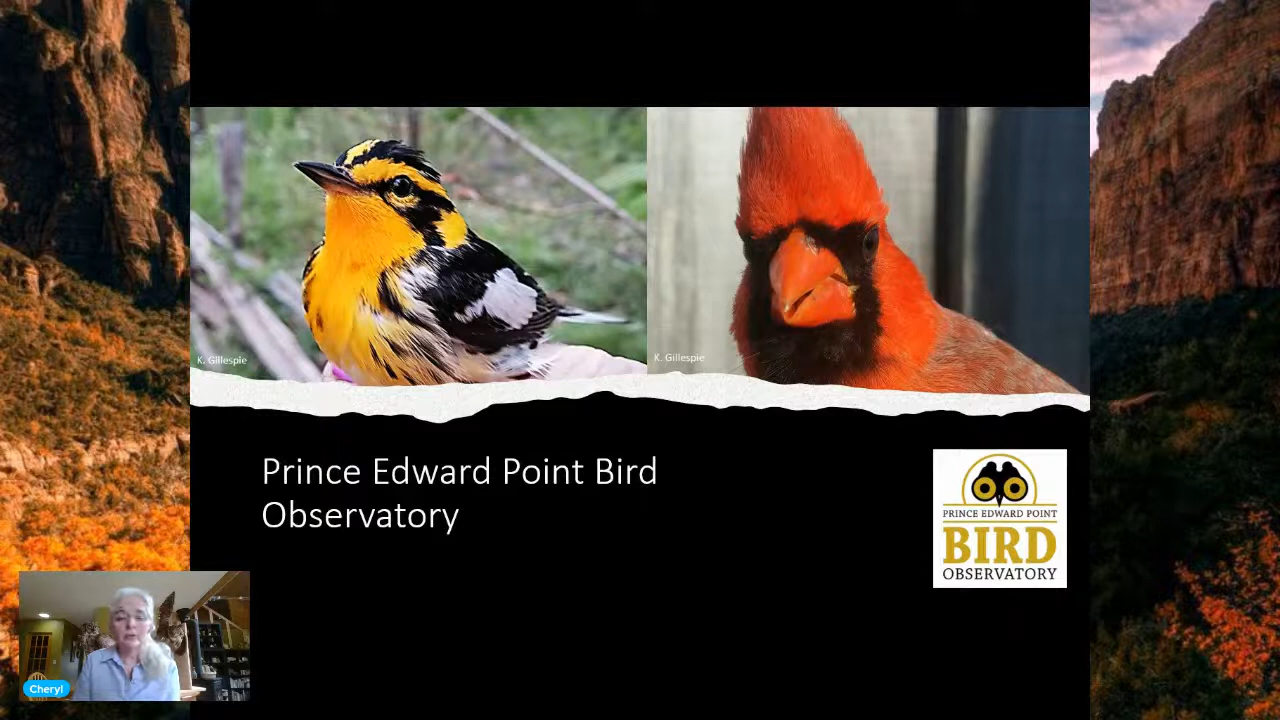 K. Gillespie
K. Gillespie
Prince Edward Point Bird
Observatory
PRINCE EDWARD POINT
BIRD
OBSERVATORY
Cheryl